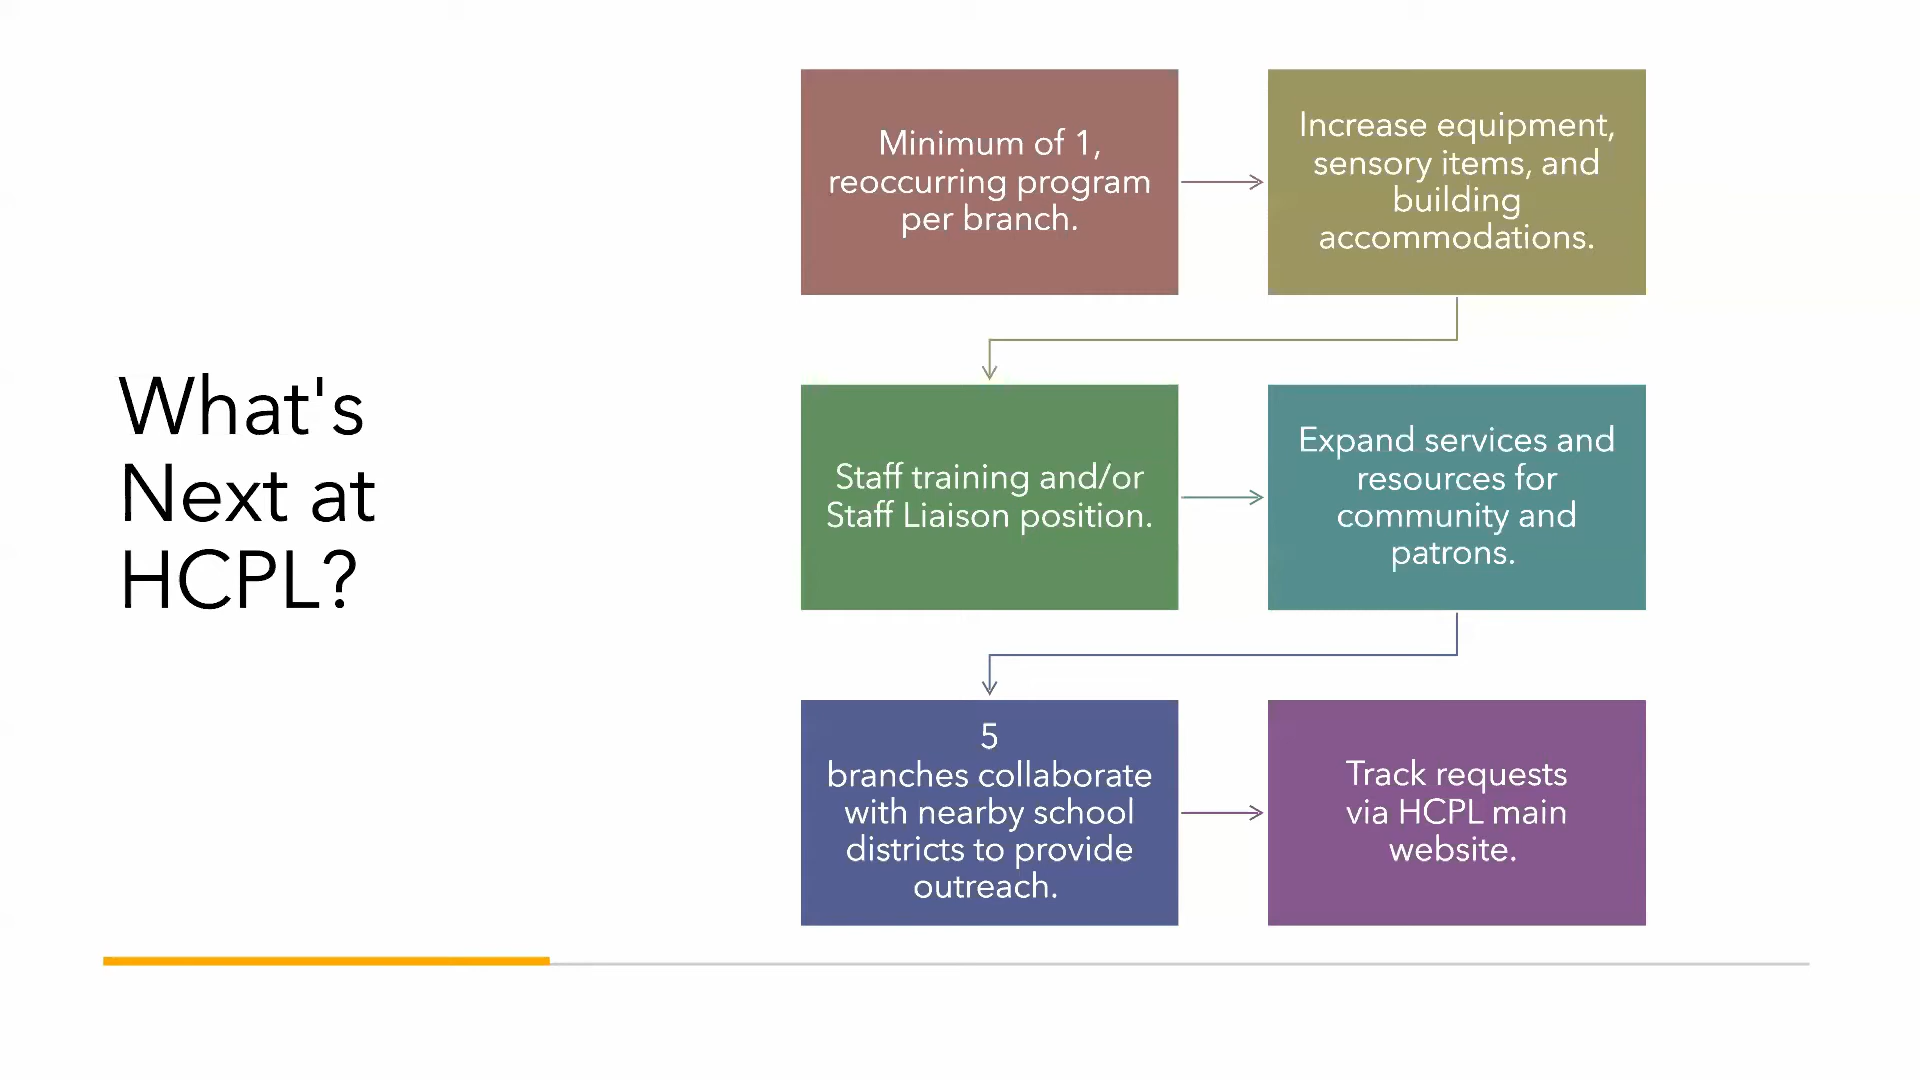 What's
Next at
HCPL?
Minimum of 1,
reoccurring program
per branch.
Increase equipment,
sensory items, and
building
accommodations.
Staff training and/or
Staff Liaison position.
Expand services and
resources for
community and
patrons.
5
branches collaborate
with nearby school
districts to provide
outreach.
Track requests
via HCPL main
website.